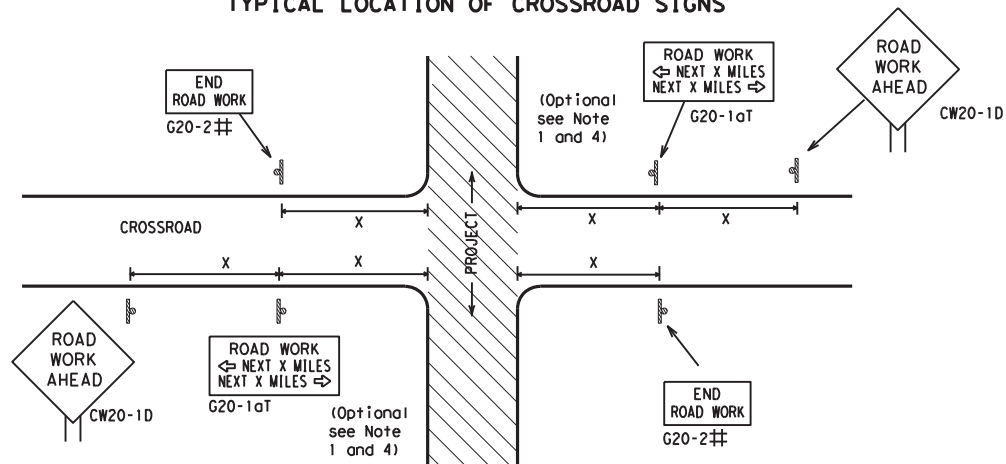 TYPICAL LOCATION OF CROSSROAD SIGNS
END
ROAD WORK
G20-2⌗
(Optional
see Note
1 and 4)
ROAD WORK
⇦ NEXT X MILES
NEXT X MILES ⇨
G20-1aT
ROAD
WORK
AHEAD
CW20-1D
X
X
X
CROSSROAD
PROJECT
X
X
X
ROAD
WORK
AHEAD
CW20-1D
ROAD WORK
⇦ NEXT X MILES
NEXT X MILES ⇨
G20-1aT
(Optional
see Note
1 and 4)
END
ROAD WORK
G20-2⌗